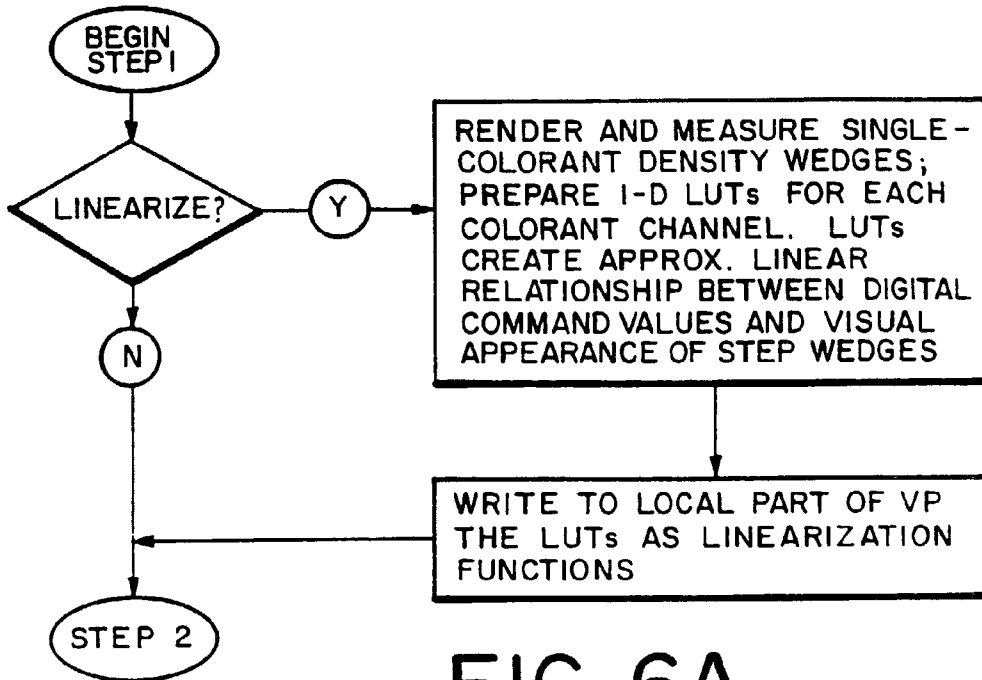 BEGIN
STEP 1
LINEARIZE?
Y
RENDER AND MEASURE SINGLE-
COLORANT DENSITY WEDGES;
PREPARE 1-D LUTs FOR EACH
COLORANT CHANNEL. LUTs
CREATE APPROX. LINEAR
RELATIONSHIP BETWEEN DIGITAL
COMMAND VALUES AND VISUAL
APPEARANCE OF STEP WEDGES
N
WRITE TO LOCAL PART OF VP
THE LUTs AS LINEARIZATION
FUNCTIONS
STEP 2
FIG. 6A